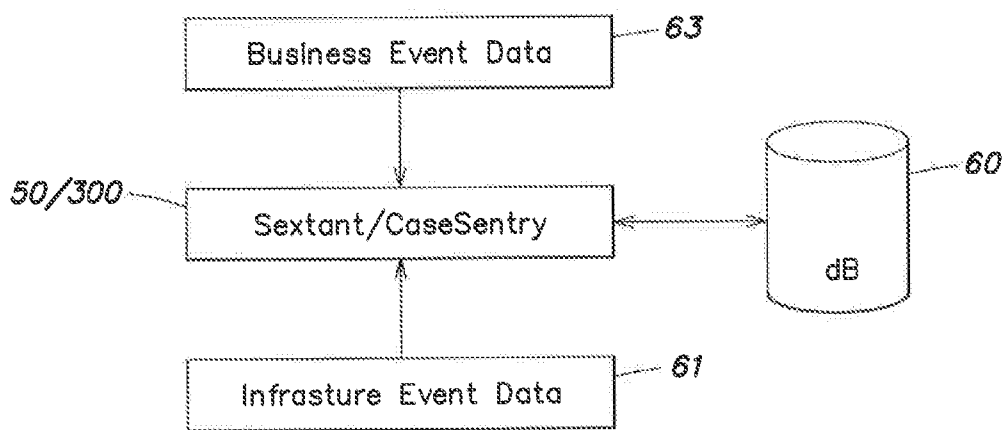 Business Event Data
63
50/300
Sextant/CaseSentry
60
dB
Infrasture Event Data
61